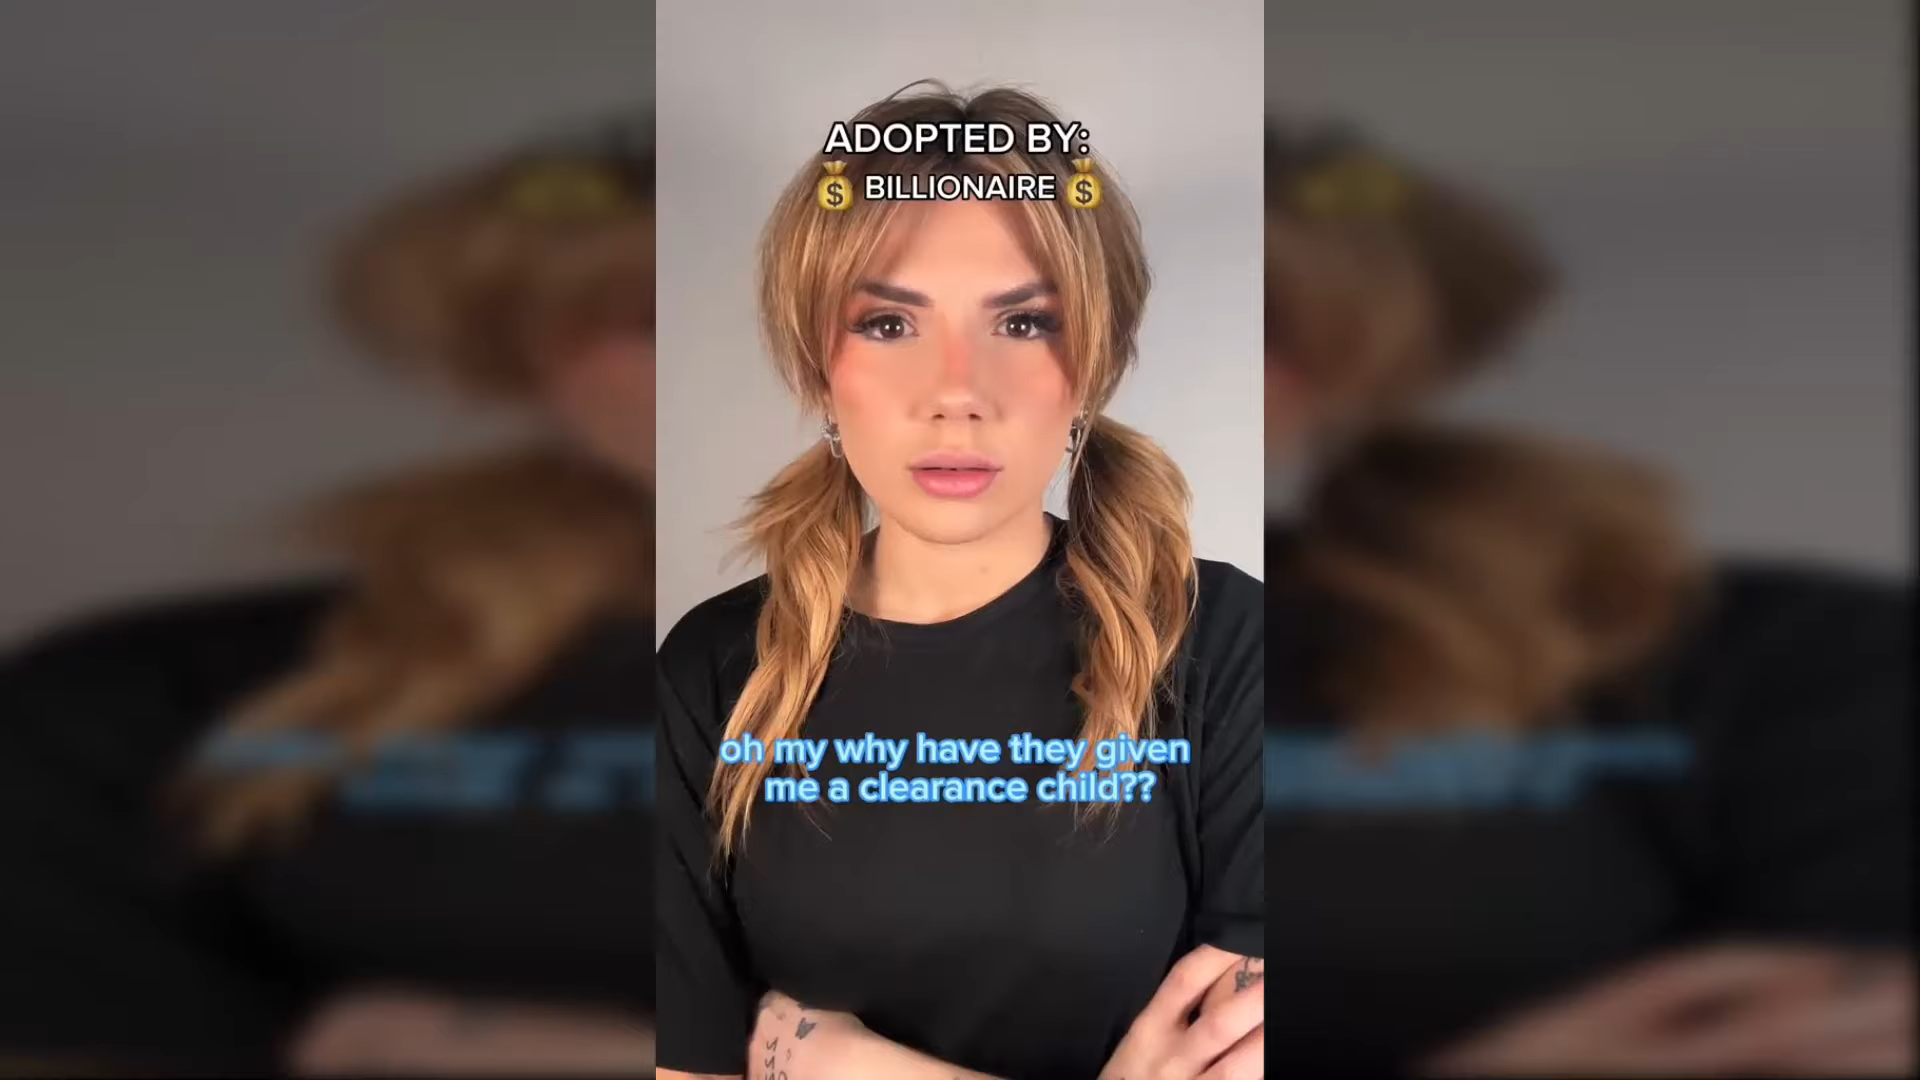 ADOPTED BY:
💰 BILLIONAIRE 💰
oh my why have they given
me a clearance child??